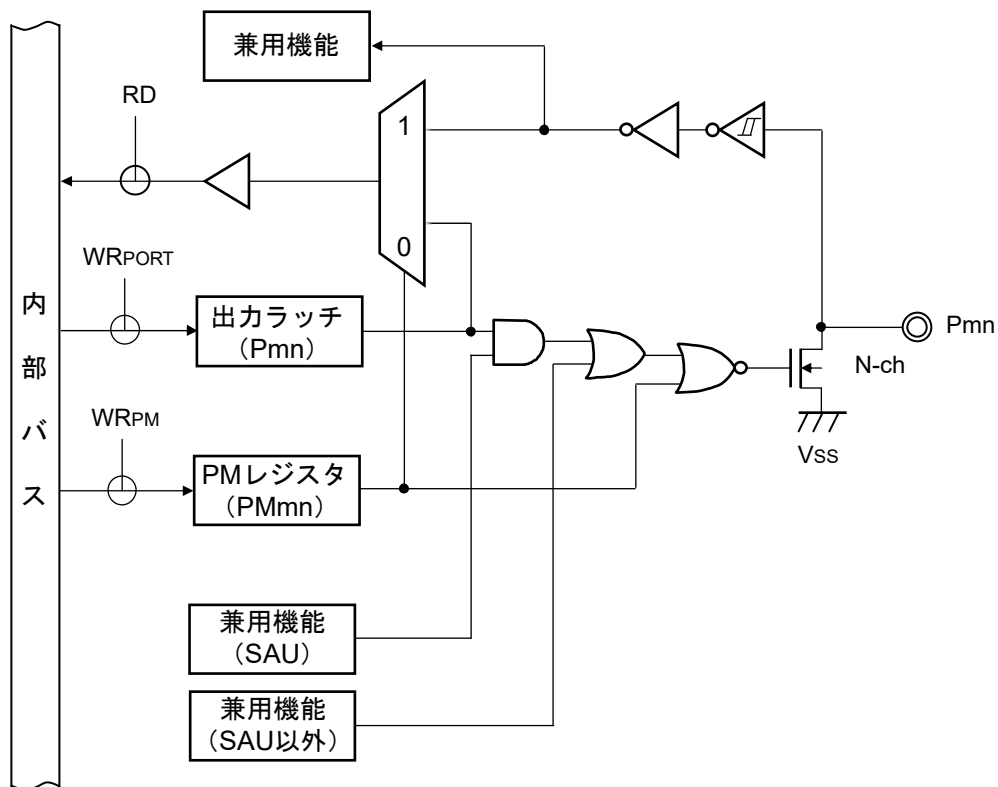 兼用機能
RD
1
0
WRPORT
内部バス
出力ラッチ
（Pmn）
Pmn
N-ch
WRPM
VSS
PMレジスタ
（PMmn）
兼用機能
（SAU）
兼用機能
（SAU以外）